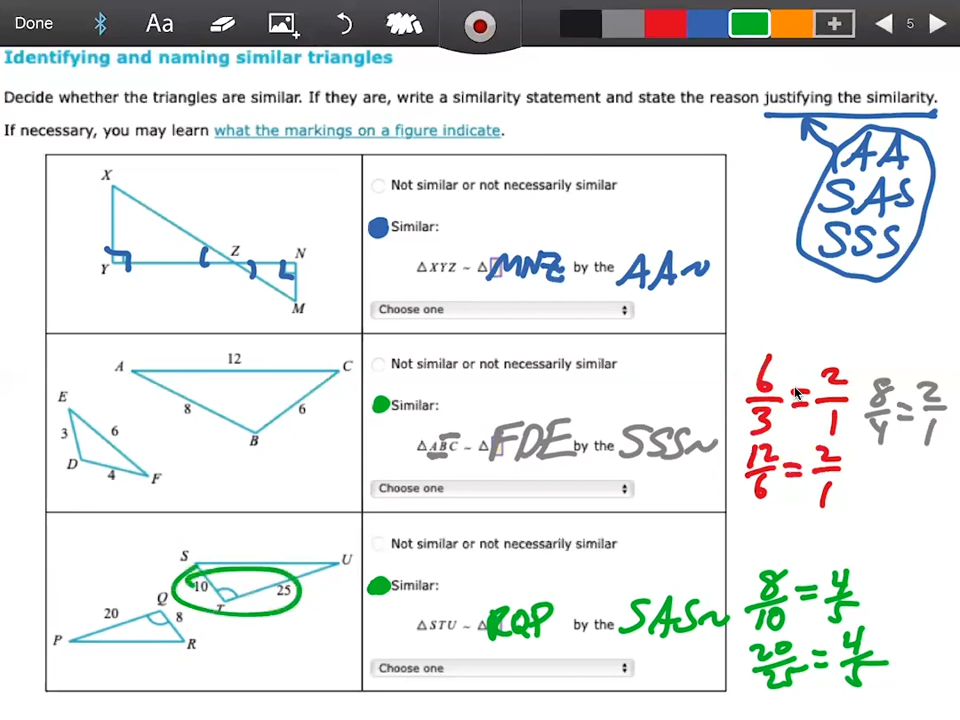 Done Aa 5
Identifying and naming similar triangles
Decide whether the triangles are similar. If they are, write a similarity statement and state the reason justifying the similarity.
If necessary, you may learn what the markings on a figure indicate.
AA
SAS
SSS
X
Y
Z
N
M
Not similar or not necessarily similar
Similar:
△XYZ ~ △MNZ by the AA~
Choose one
A
12
C
8
6
B
E
3
6
D
4
F
Not similar or not necessarily similar
Similar:
△ABC ~ △FDE by the SSS~
Choose one
6/3 = 2/1
8/4 = 2/1
12/6 = 2/1
S
U
10
25
T
Q
20
8
P
R
Not similar or not necessarily similar
Similar:
△STU ~ △RQP by the SAS~
Choose one
8/10 = 4/5
20/25 = 4/5